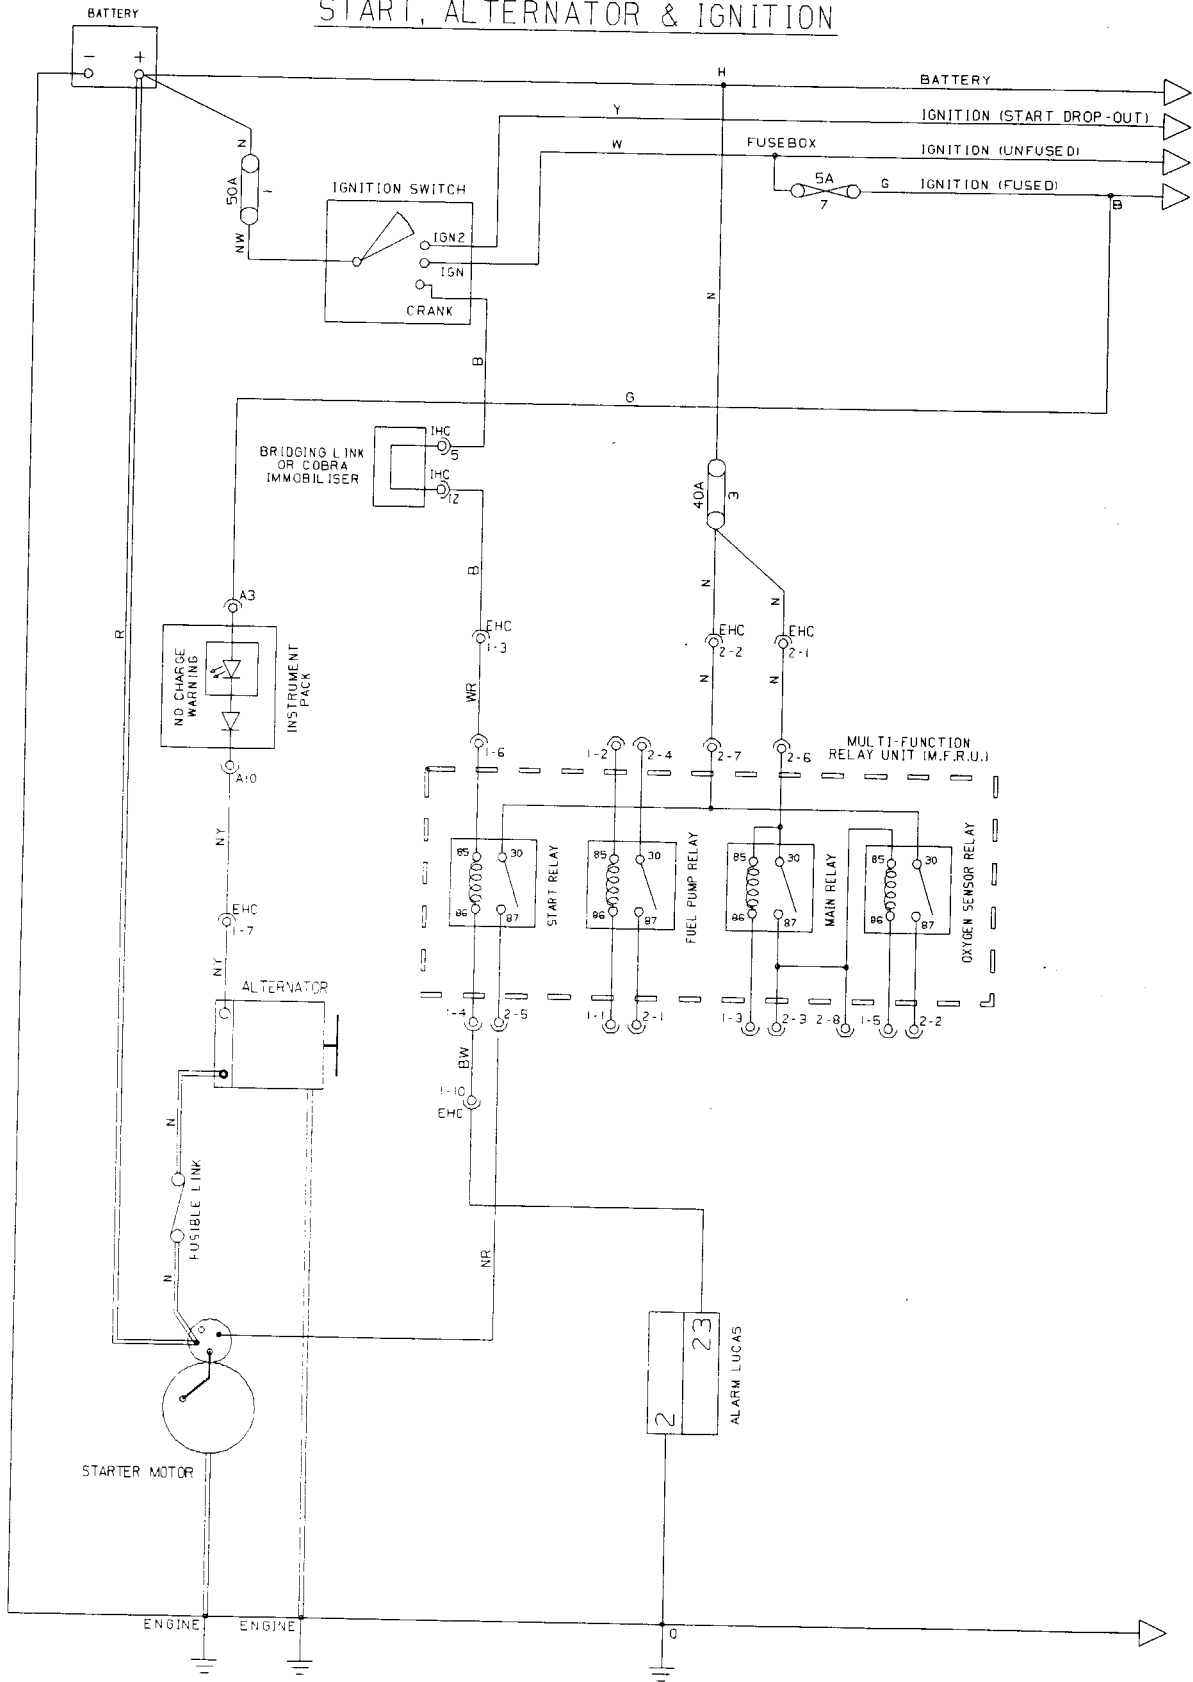 START, ALTERNATOR & IGNITION
BATTERY
-
+
H
BATTERY
Y
IGNITION (START DROP-OUT)
W
FUSEBOX
IGNITION (UNFUSED)
5A
7
G
IGNITION (FUSED)
B
N
50A
1
NW
IGNITION SWITCH
IGN2
IGN
CRANK
N
B
G
BRIDGING LINK
OR COBRA
IMMOBILISER
IHC
5
IHC
12
40A
3
B
N
N
A3
R
EHC
1-3
EHC
2-2
EHC
2-1
NO CHARGE
WARNING
INSTRUMENT
PACK
WR
N
N
A10
1-6
1-2
2-4
2-7
2-6
MULTI-FUNCTION
RELAY UNIT (M.F.R.U.)
NY
85
30
86
87
START RELAY
85
30
86
87
FUEL PUMP RELAY
85
30
86
87
MAIN RELAY
85
30
86
87
OXYGEN SENSOR RELAY
EHC
1-7
NY
ALTERNATOR
1-4
2-5
1-1
2-1
1-3
2-3
2-8
1-5
2-2
BW
1-10
EHC
N
FUSIBLE LINK
N
NR
23
2
ALARM LUCAS
STARTER MOTOR
ENGINE
ENGINE
O